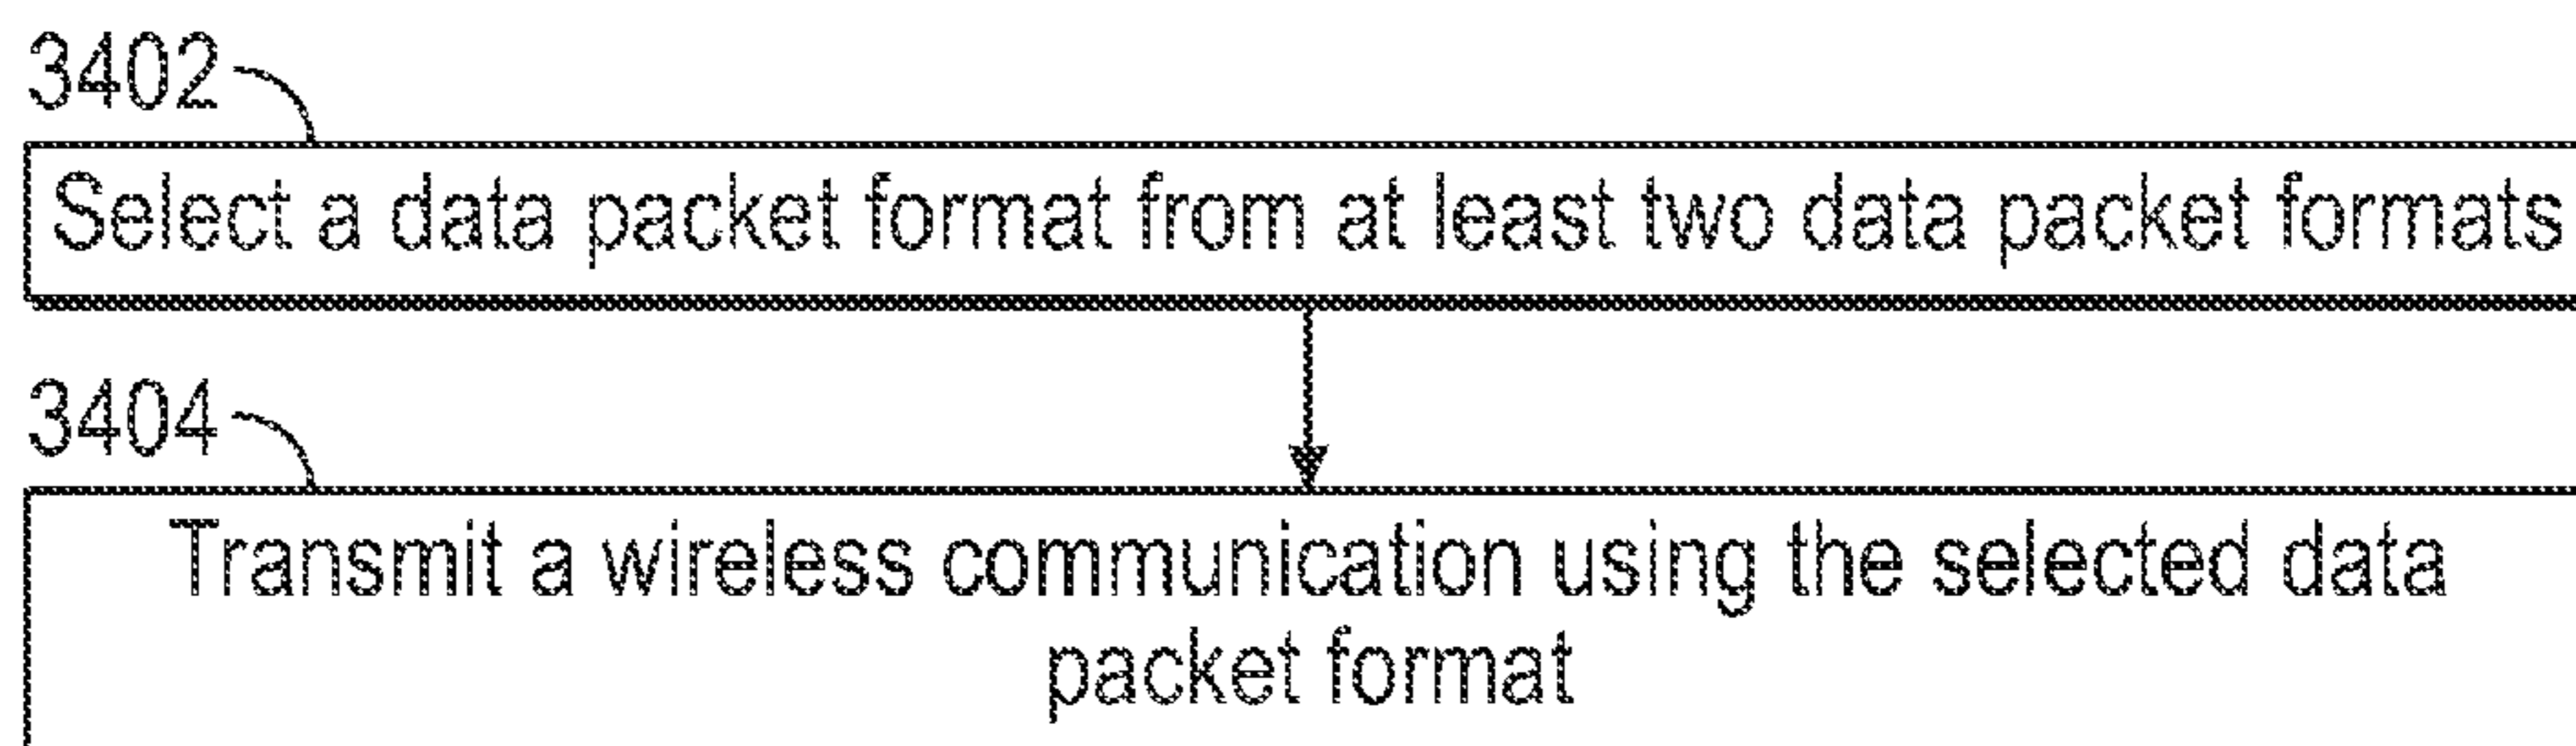 3402
Select a data packet format from at least two data packet formats
3404
Transmit a wireless communication using the selected data
packet format